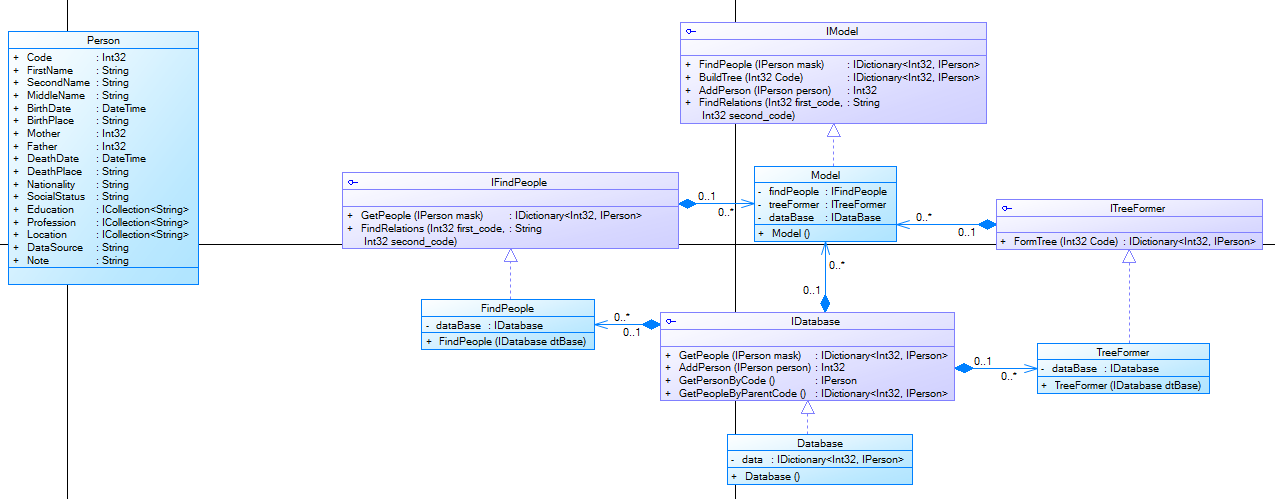 Person
+ Code : Int32
+ FirstName : String
+ SecondName : String
+ MiddleName : String
+ BirthDate : DateTime
+ BirthPlace : String
+ Mother : Int32
+ Father : Int32
+ DeathDate : DateTime
+ DeathPlace : String
+ Nationality : String
+ SocialStatus : String
+ Education : ICollection<String>
+ Profession : ICollection<String>
+ Location : ICollection<String>
+ DataSource : String
+ Note : String
IModel
+ FindPeople (IPerson mask) : IDictionary<Int32, IPerson>
+ BuildTree (Int32 Code) : IDictionary<Int32, IPerson>
+ AddPerson (IPerson person) : Int32
+ FindRelations (Int32 first_code, : String
Int32 second_code)
IFindPeople
+ GetPeople (IPerson mask) : IDictionary<Int32, IPerson>
+ FindRelations (Int32 first_code, : String
Int32 second_code)
0..1
0..*
Model
- findPeople : IFindPeople
- treeFormer : ITreeFormer
- dataBase : IDataBase
+ Model ()
0..*
0..1
ITreeFormer
+ FormTree (Int32 Code) : IDictionary<Int32, IPerson>
0..*
0..1
FindPeople
- dataBase : IDatabase
+ FindPeople (IDatabase dtBase)
0..*
0..1
IDatabase
+ GetPeople (IPerson mask) : IDictionary<Int32, IPerson>
+ AddPerson (IPerson person) : Int32
+ GetPersonByCode () : IPerson
+ GetPeopleByParentCode () : IDictionary<Int32, IPerson>
0..1
0..*
TreeFormer
- dataBase : IDatabase
+ TreeFormer (IDatabase dtBase)
Database
- data : IDictionary<Int32, IPerson>
+ Database ()